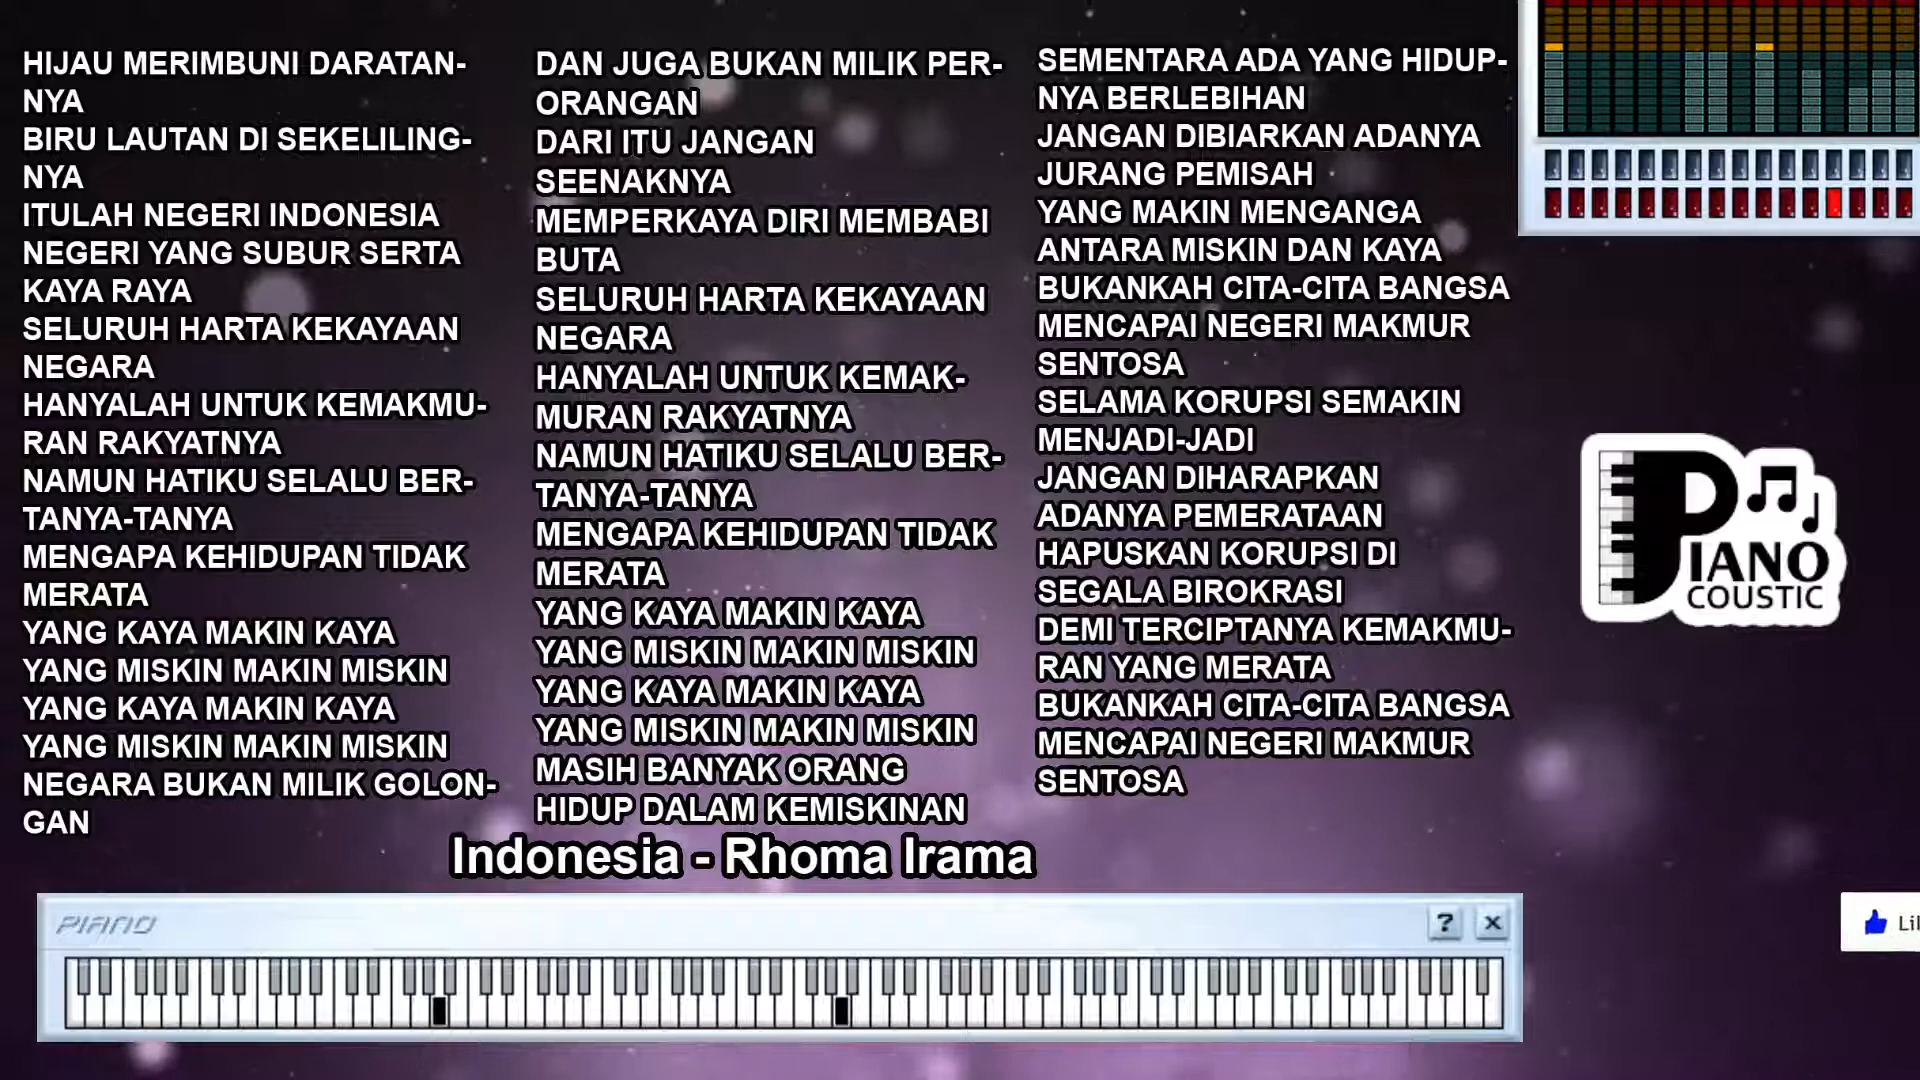 HIJAU MERIMBUNI DARATAN-
NYA
BIRU LAUTAN DI SEKELILING-
NYA
ITULAH NEGERI INDONESIA
NEGERI YANG SUBUR SERTA
KAYA RAYA
SELURUH HARTA KEKAYAAN
NEGARA
HANYALAH UNTUK KEMAKMU-
RAN RAKYATNYA
NAMUN HATIKU SELALU BER-
TANYA-TANYA
MENGAPA KEHIDUPAN TIDAK
MERATA
YANG KAYA MAKIN KAYA
YANG MISKIN MAKIN MISKIN
YANG KAYA MAKIN KAYA
YANG MISKIN MAKIN MISKIN
NEGARA BUKAN MILIK GOLON-
GAN
DAN JUGA BUKAN MILIK PER-
ORANGAN
DARI ITU JANGAN
SEENAKNYA
MEMPERKAYA DIRI MEMBABI
BUTA
SELURUH HARTA KEKAYAAN
NEGARA
HANYALAH UNTUK KEMAK-
MURAN RAKYATNYA
NAMUN HATIKU SELALU BER-
TANYA-TANYA
MENGAPA KEHIDUPAN TIDAK
MERATA
YANG KAYA MAKIN KAYA
YANG MISKIN MAKIN MISKIN
YANG KAYA MAKIN KAYA
YANG MISKIN MAKIN MISKIN
MASIH BANYAK ORANG
HIDUP DALAM KEMISKINAN
SEMENTARA ADA YANG HIDUP-
NYA BERLEBIHAN
JANGAN DIBIARKAN ADANYA
JURANG PEMISAH
YANG MAKIN MENGANGA
ANTARA MISKIN DAN KAYA
BUKANKAH CITA-CITA BANGSA
MENCAPAI NEGERI MAKMUR
SENTOSA
SELAMA KORUPSI SEMAKIN
MENJADI-JADI
JANGAN DIHARAPKAN
ADANYA PEMERATAAN
HAPUSKAN KORUPSI DI
SEGALA BIROKRASI
DEMI TERCIPTANYA KEMAKMU-
RAN YANG MERATA
BUKANKAH CITA-CITA BANGSA
MENCAPAI NEGERI MAKMUR
SENTOSA
PIANO
COUSTIC
Indonesia - Rhoma Irama
PIANO
? X